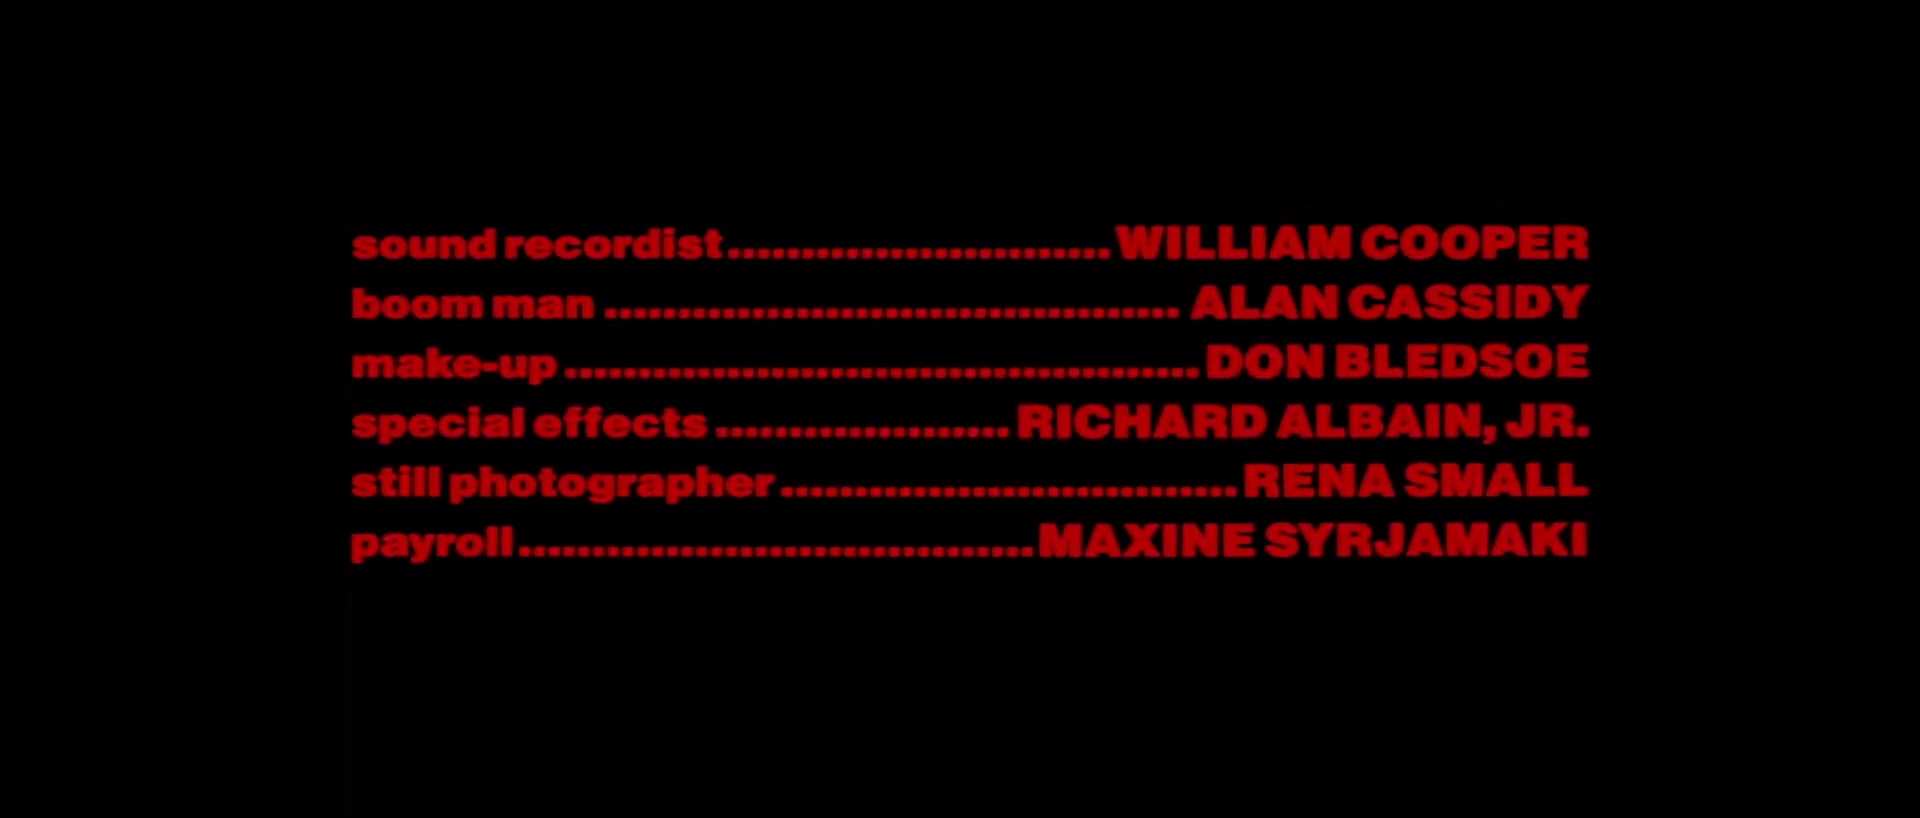 sound recordist..........................WILLIAM COOPER
boom man ....................................... ALAN CASSIDY
make-up ...........................................DON BLEDSOE
special effects .................... RICHARD ALBAIN, JR.
still photographer...............................RENA SMALL
payroll...................................MAXINE SYRJAMAKI